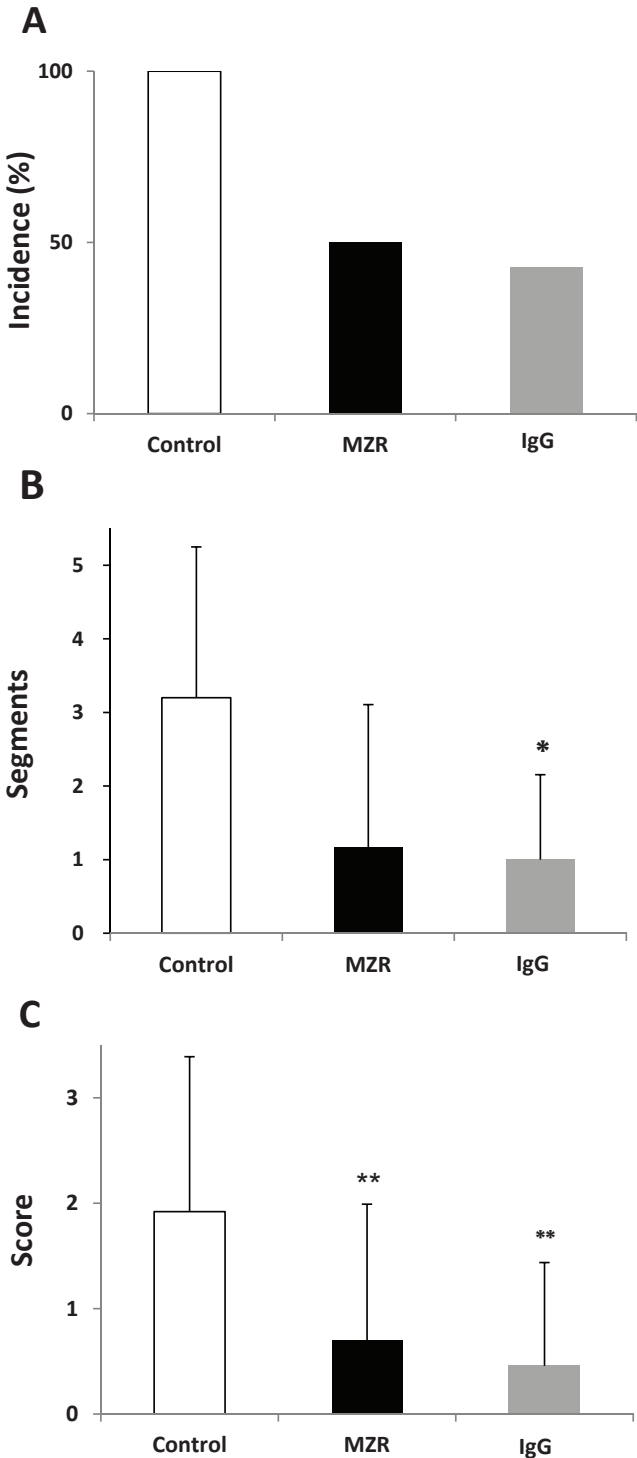 A
Incidence (%)
100
50
0
Control MZR IgG
B
Segments
5
4
3
2
1
0
*
Control MZR IgG
C
Score
3
2
1
0
**
**
Control MZR IgG